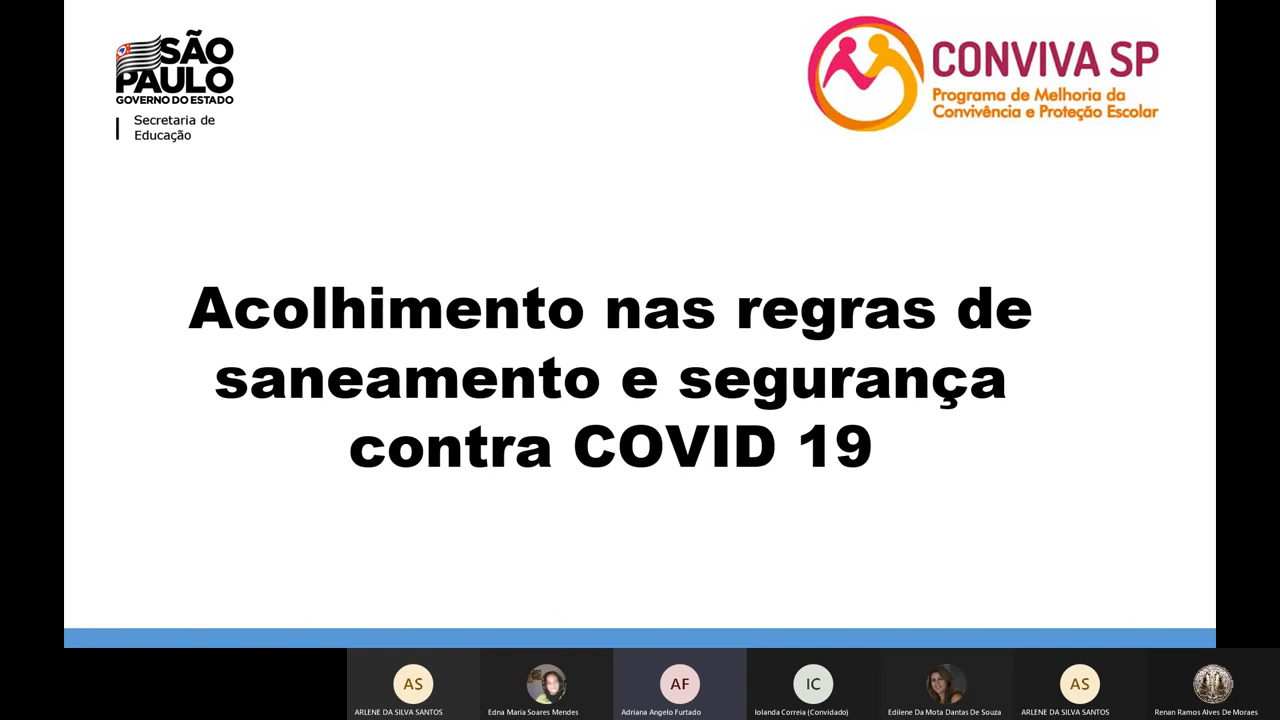 SÃO
PAULO
GOVERNO DO ESTADO
Secretaria de
Educação
CONVIVA SP
Programa de Melhoria da
Convivência e Proteção Escolar
Acolhimento nas regras de
saneamento e segurança
contra COVID 19
AS
AF
IC
AS
ARLENE DA SILVA SANTOS
Edna Maria Soares Mendes
Adriana Angelo Furtado
Iolanda Correia (Convidado)
Edilene Da Mota Dantas De Souza
ARLENE DA SILVA SANTOS
Renan Ramos Alves De Moraes